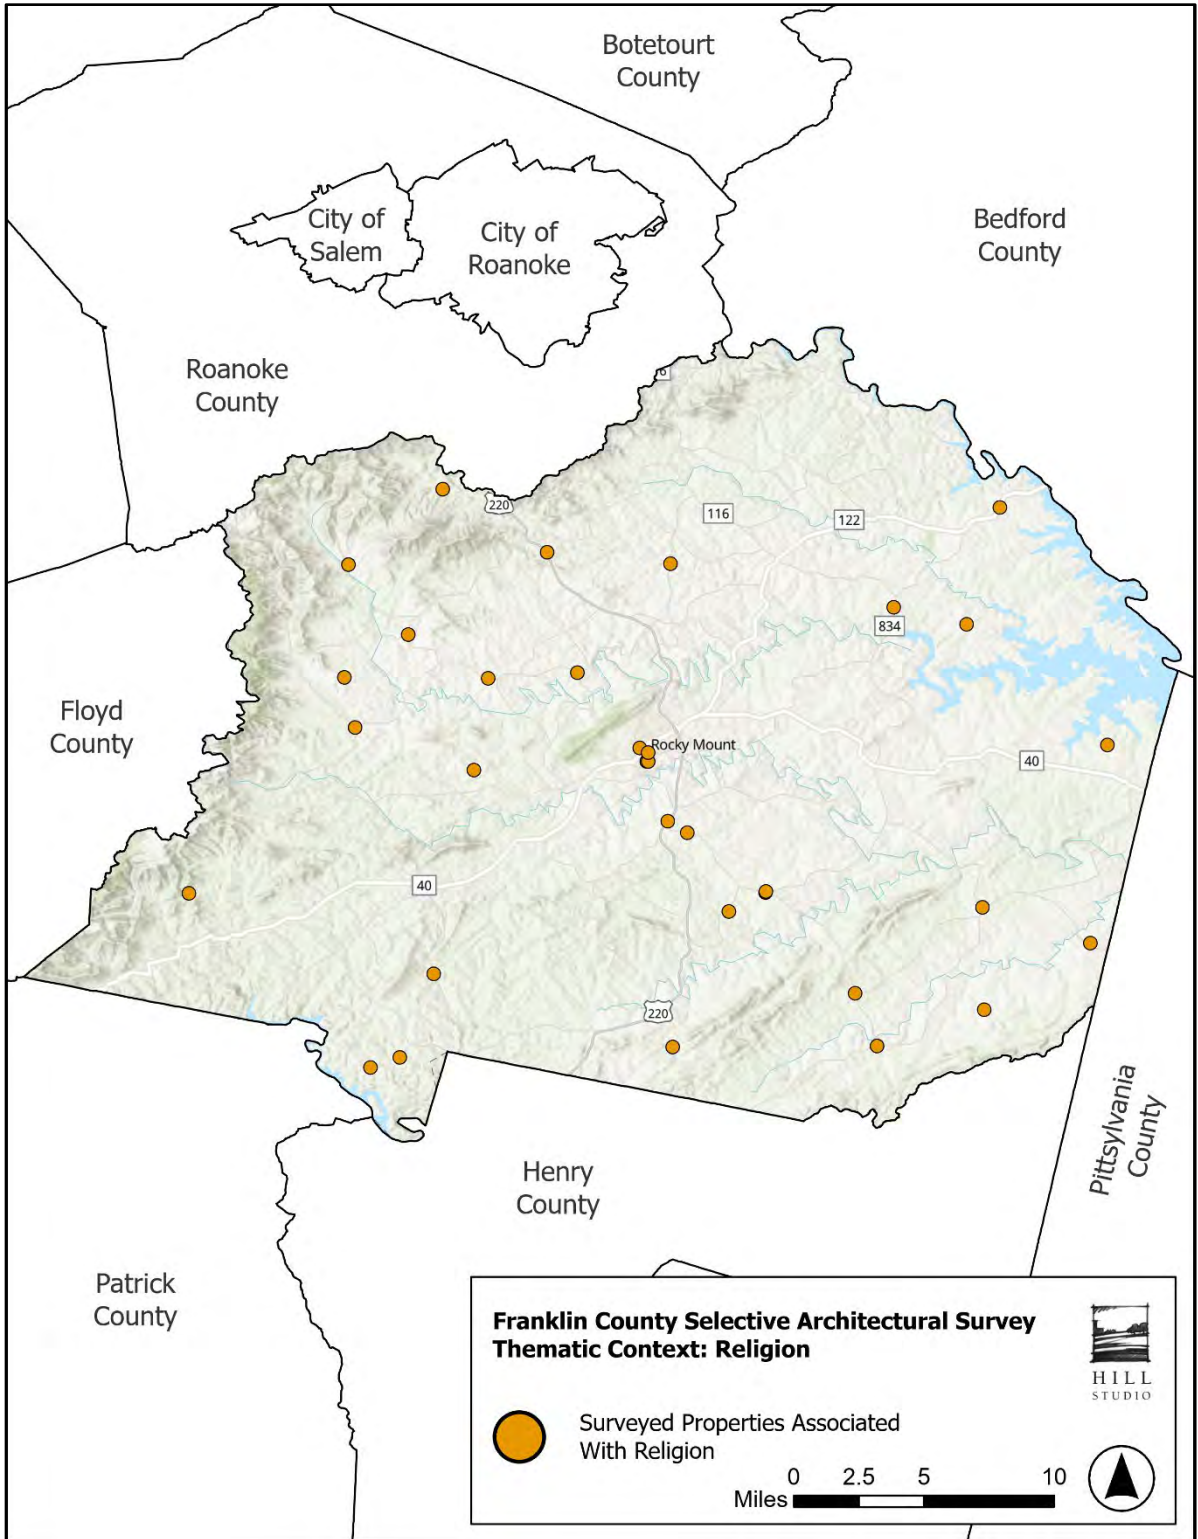 Botetourt
County
City of
Salem
City of
Roanoke
Bedford
County
Roanoke
County
220
116
122
834
Floyd
County
Rocky Mount
40
40
220
Pittsylvania
County
Henry
County
Patrick
County
Franklin County Selective Architectural Survey
Thematic Context: Religion
HILL
STUDIO
Surveyed Properties Associated
With Religion
0 2.5 5 10
Miles